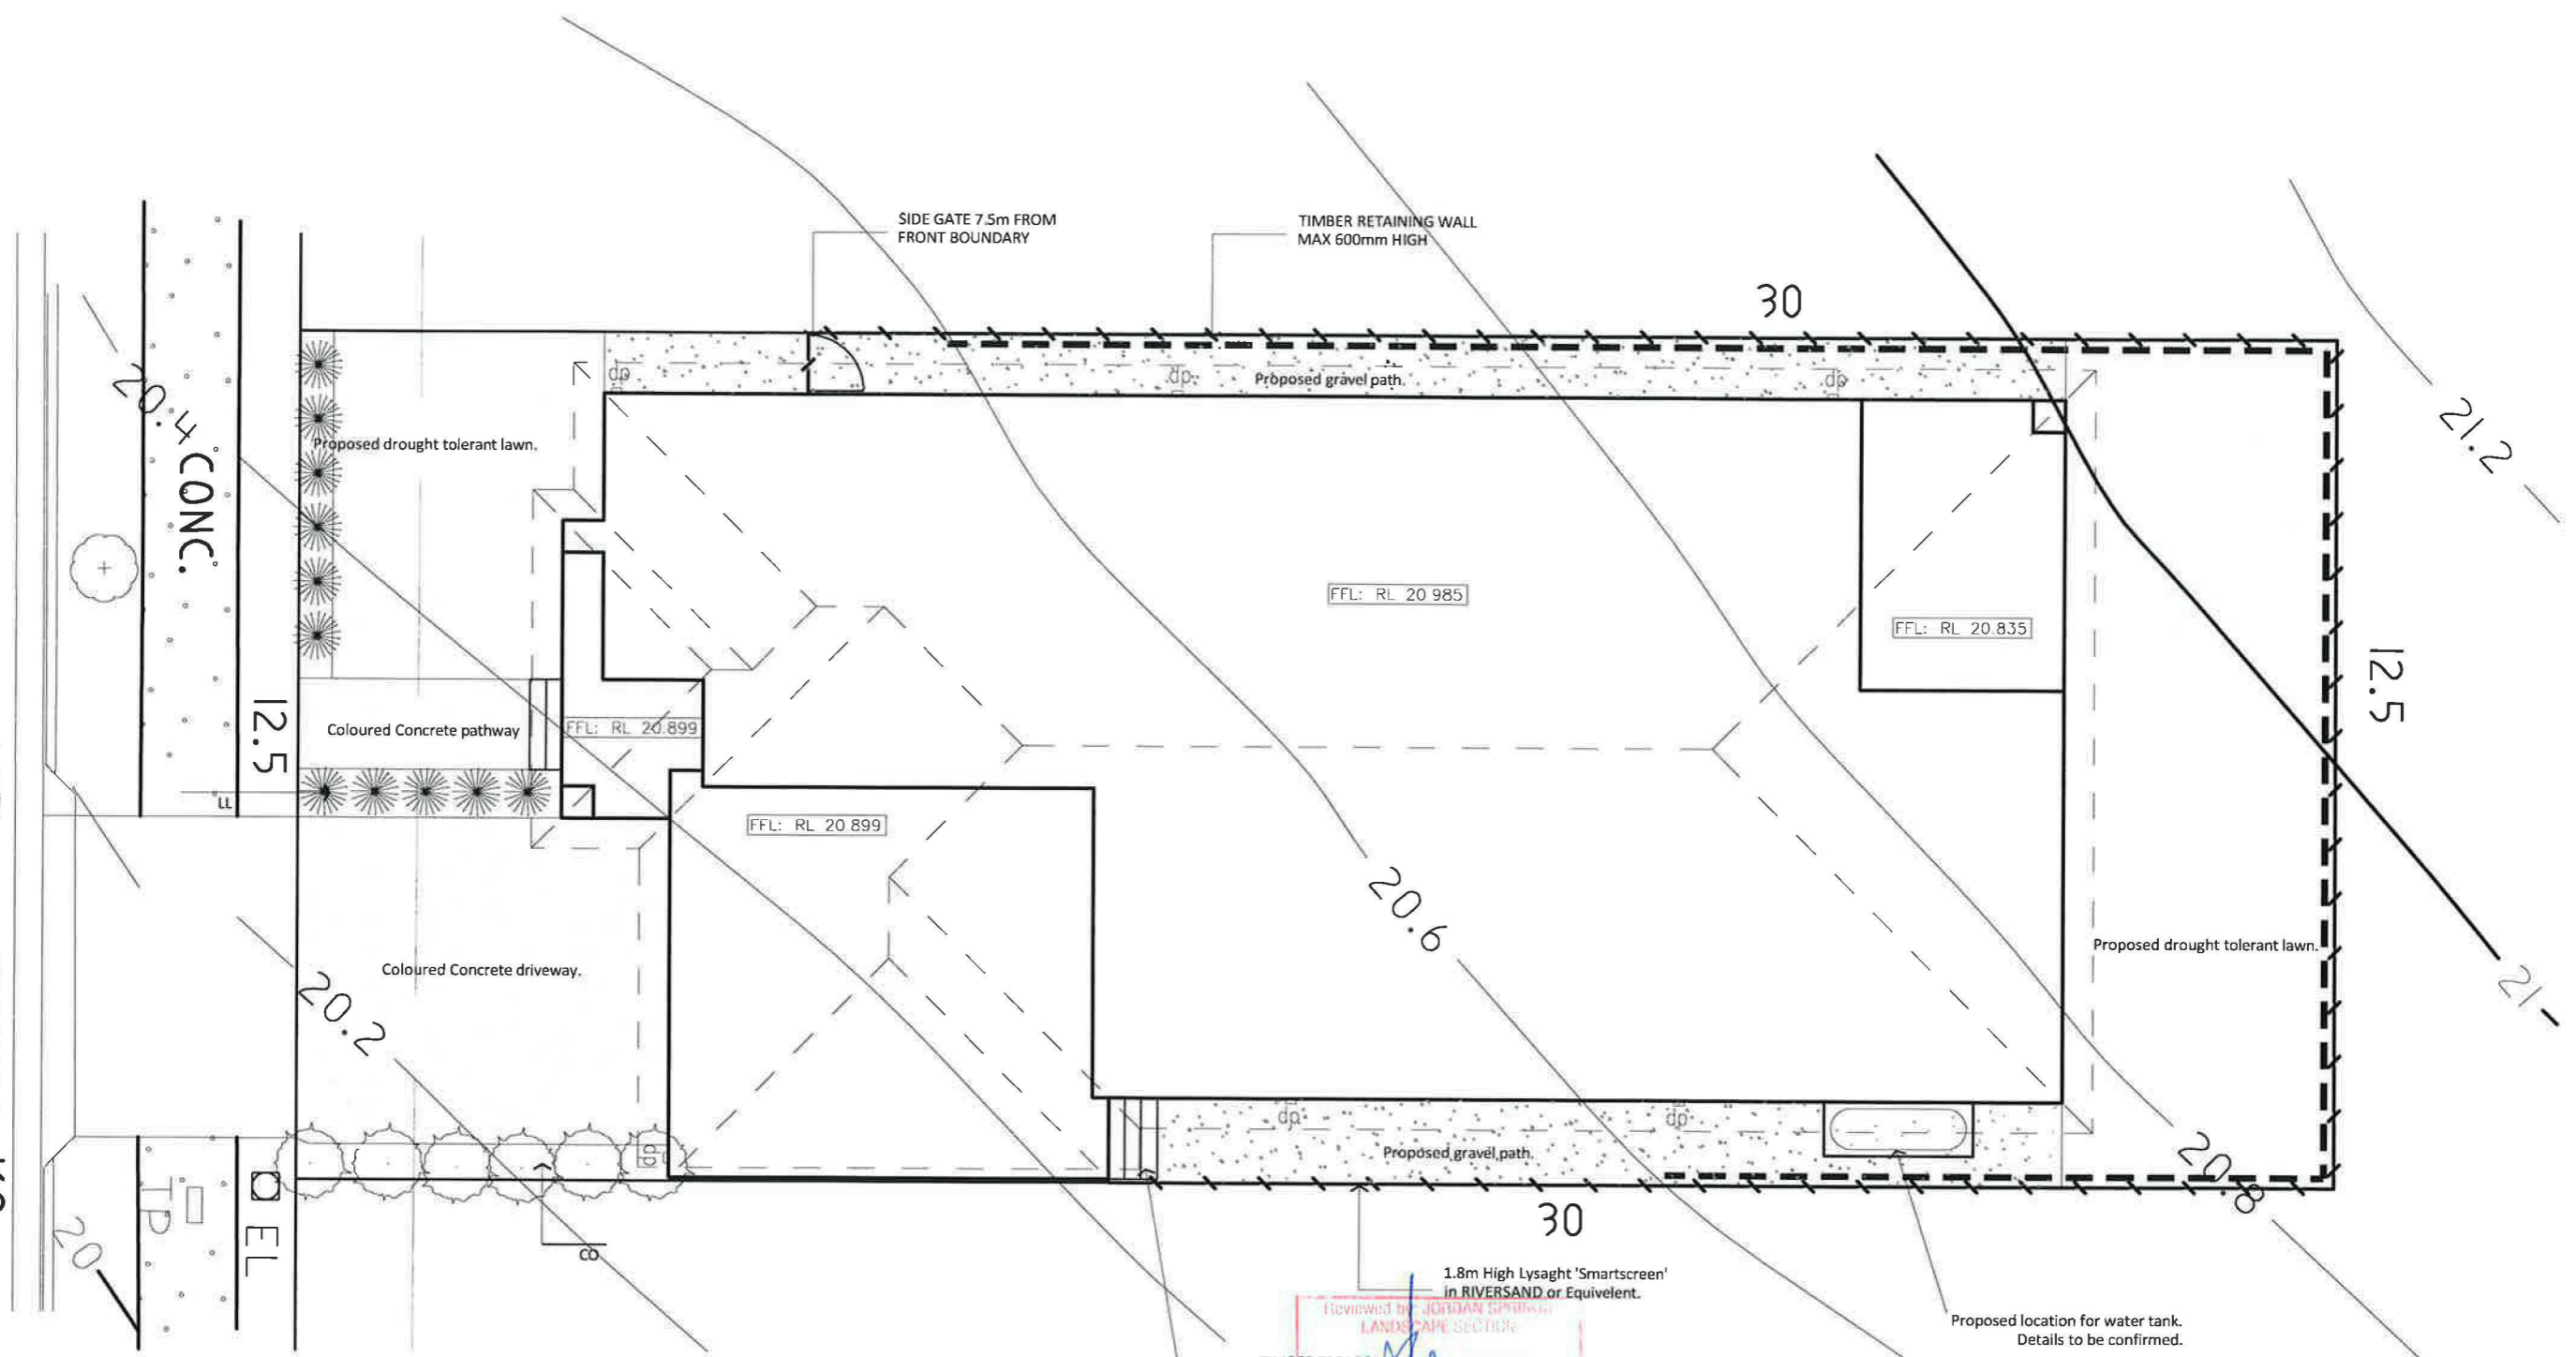 SIDE GATE 7.5m FROM
FRONT BOUNDARY
TIMBER RETAINING WALL
MAX 600mm HIGH
30
dp
dp
Proposed gravel path.
dp
20.4
CONC.
Proposed drought tolerant lawn.
21.2
FFL: RL 20 985
FFL: RL 20.835
12.5
12.5
Coloured Concrete pathway
FFL: RL 20.899
LL
FFL: RL 20 899
20.6
Proposed drought tolerant lawn.
Coloured Concrete driveway.
20.2
21
dp
dp
dp
Proposed gravel path.
20.8
TP
EL
20
CO
30
1.8m High Lysaght 'Smartscreen'
in RIVERSAND or Equivelent.
Reviewed by: JORDAN SPRINGS
LANDSCAPE SECTION
Proposed location for water tank.
Details to be confirmed.